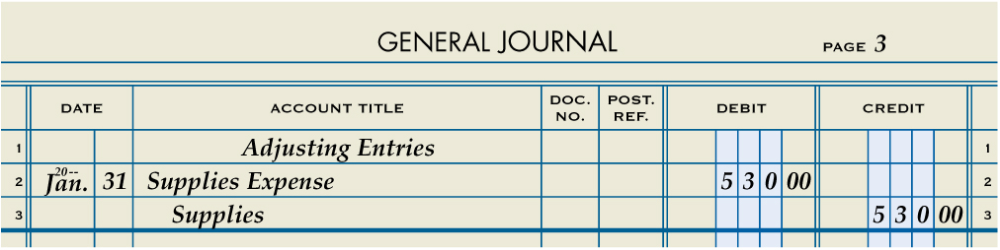 GENERAL JOURNAL PAGE 3
DATE ACCOUNT TITLE DOC. NO. POST. REF. DEBIT CREDIT
1 Adjusting Entries 1
20--
2 Jan. 31 Supplies Expense 5 3 0 00 2
3 Supplies 5 3 0 00 3